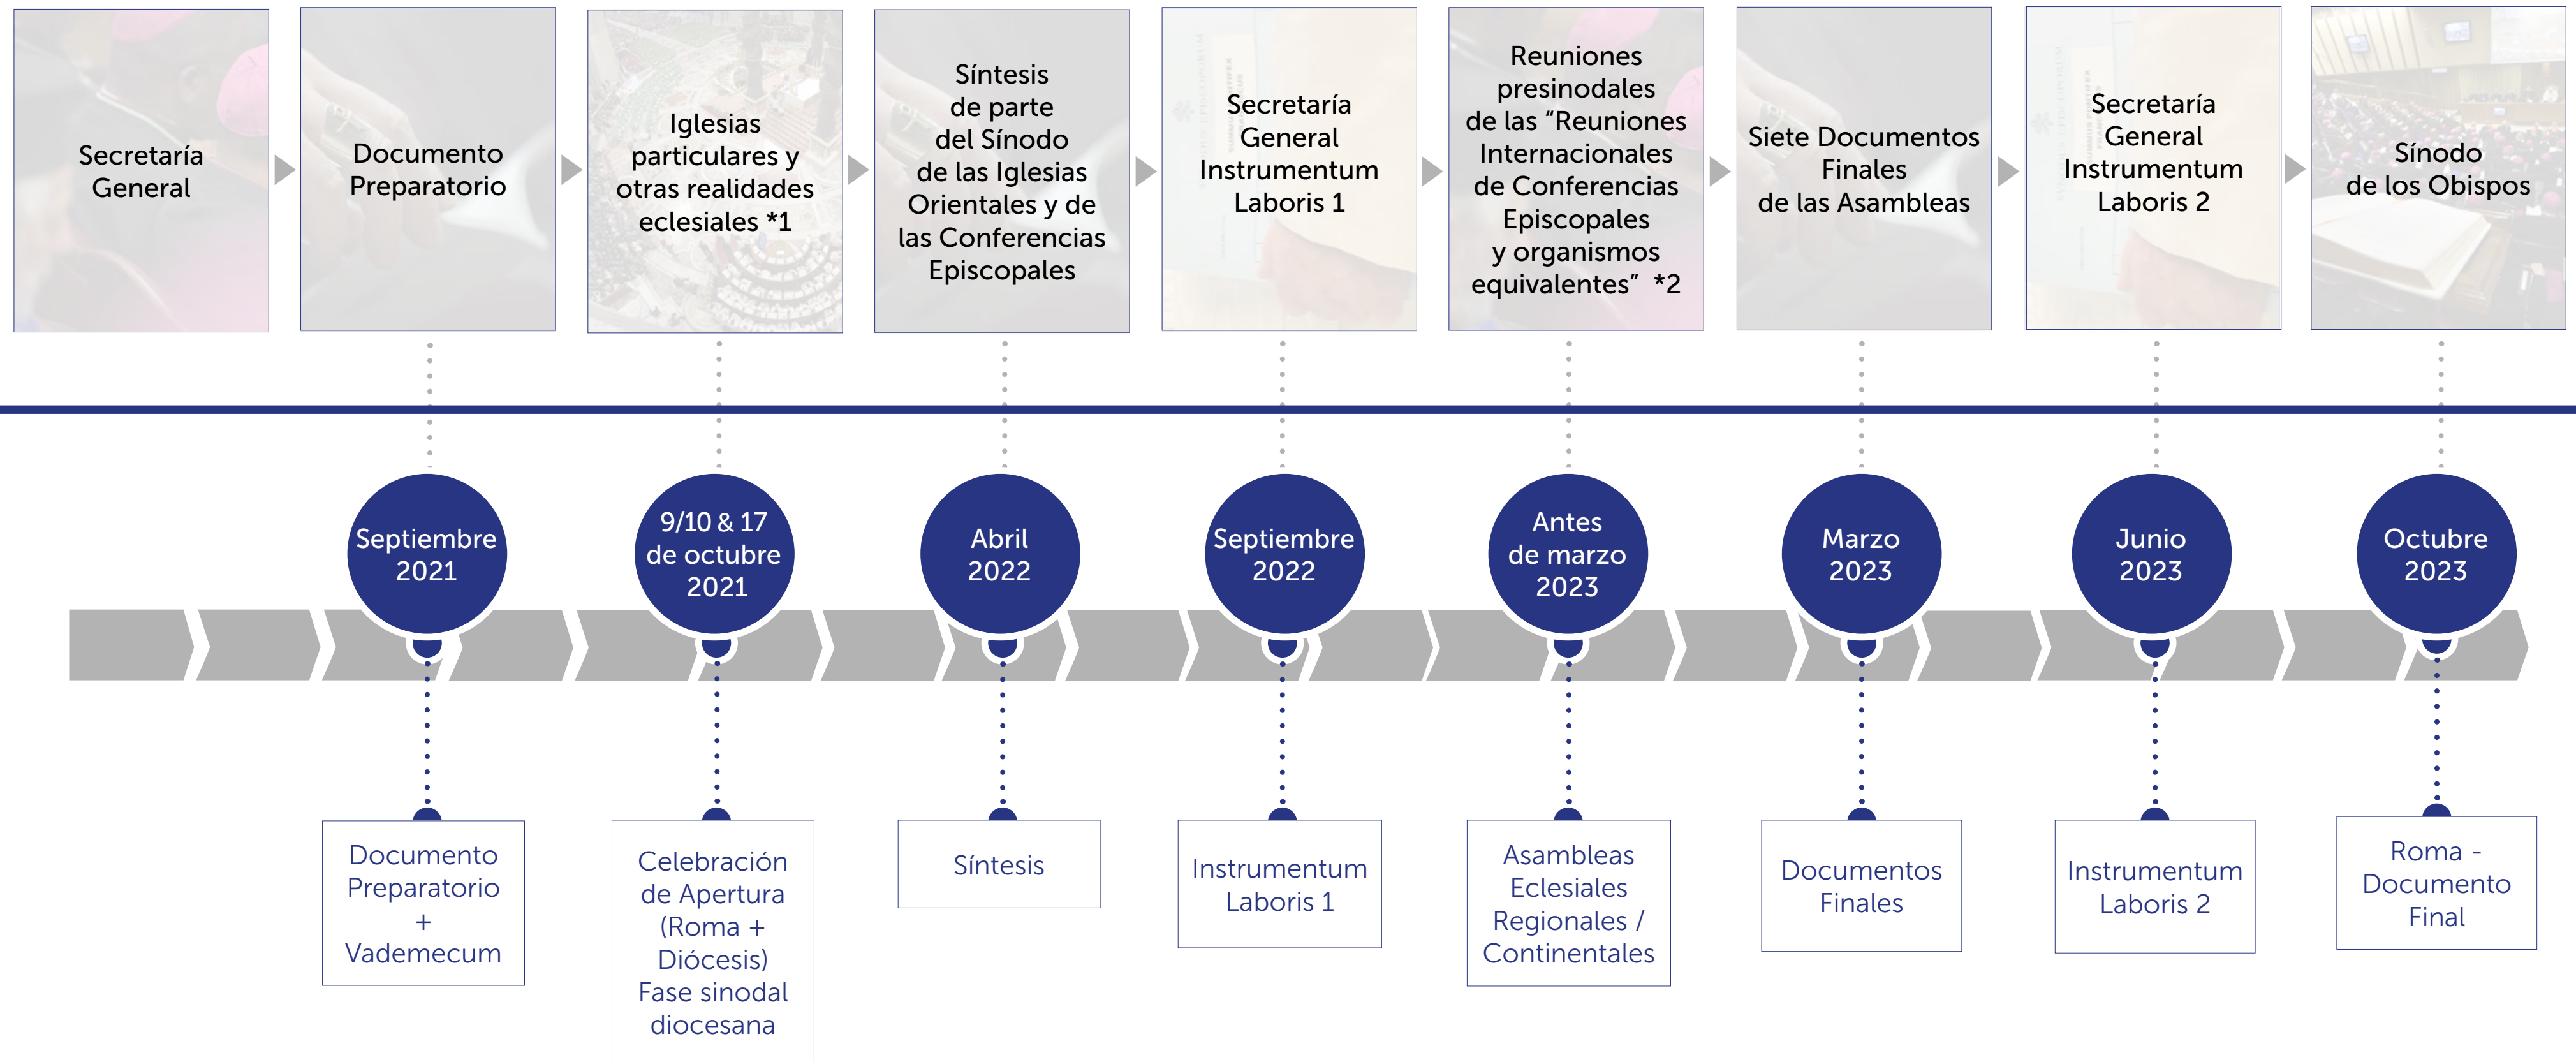 Secretaría
General
Documento
Preparatorio
Iglesias
particulares y
otras realidades
eclesiales *1
Síntesis
de parte
del Sínodo
de las Iglesias
Orientales y de
las Conferencias
Episcopales
Secretaría
General
Instrumentum
Laboris 1
Reuniones
presinodales
de las “Reuniones
Internacionales
de Conferencias
Episcopales
y organismos
equivalentes” *2
Siete Documentos
Finales
de las Asambleas
Secretaría
General
Instrumentum
Laboris 2
Sínodo
de los Obispos
Septiembre
2021
9/10 & 17
de octubre
2021
Abril
2022
Septiembre
2022
Antes
de marzo
2023
Marzo
2023
Junio
2023
Octubre
2023
Documento
Preparatorio
+
Vademecum
Celebración
de Apertura
(Roma +
Diócesis)
Fase sinodal
diocesana
Síntesis
Instrumentum
Laboris 1
Asambleas
Eclesiales
Regionales /
Continentales
Documentos
Finales
Instrumentum
Laboris 2
Roma -
Documento
Final